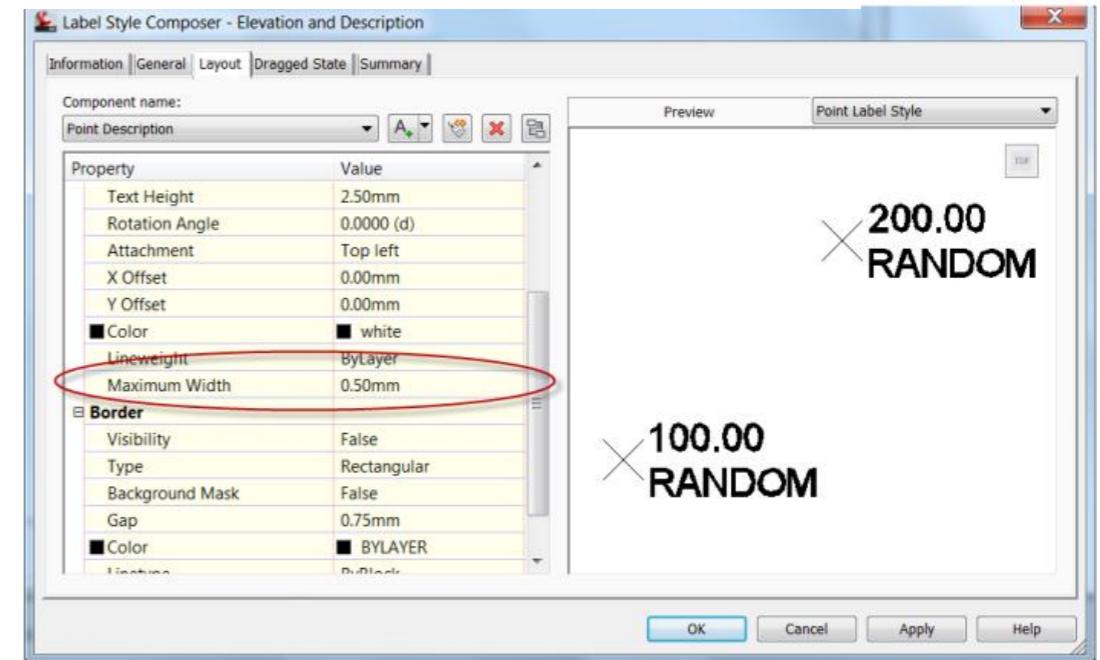 Label Style Composer - Elevation and Description
Information General Layout Dragged State Summary
Component name:
Point Description
Preview
Point Label Style
Property Value
Text Height 2.50mm
Rotation Angle 0.0000 (d)
Attachment Top left
X Offset 0.00mm
Y Offset 0.00mm
Color white
Lineweight ByLayer
Maximum Width 0.50mm
Border
Visibility False
Type Rectangular
Background Mask False
Gap 0.75mm
Color BYLAYER
Linetype ByBlock
TOP
200.00
RANDOM
100.00
RANDOM
OK Cancel Apply Help